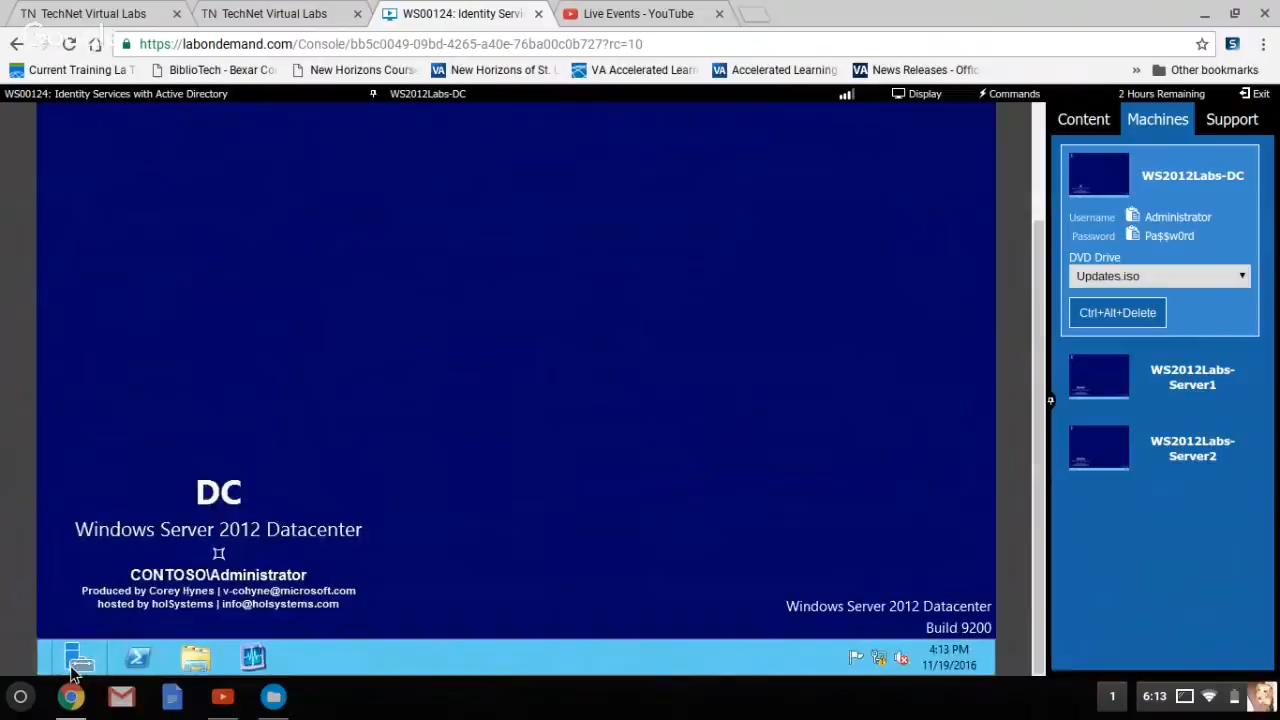 TN TechNet Virtual Labs
TN TechNet Virtual Labs
WS00124: Identity Servi
Live Events - YouTube
https://labondemand.com/Console/bb5c0049-09bd-4265-a40e-76ba00c0b727?rc=10
Current Training La
BiblioTech - Bexar Co
New Horizons Course
VA New Horizons of St. L
VA Accelerated Learn
VA Accelerated Learning
VA News Releases - Offic
»
Other bookmarks
WS00124: Identity Services with Active Directory
WS2012Labs-DC
Display
Commands
2 Hours Remaining
Exit
Content
Machines
Support
WS2012Labs-DC
Username Administrator
Password Pa$$w0rd
DVD Drive
Updates.iso
Ctrl+Alt+Delete
WS2012Labs-
Server1
WS2012Labs-
Server2
DC
Windows Server 2012 Datacenter
CONTOSO\Administrator
Produced by Corey Hynes | v-cohyne@microsoft.com
hosted by holSystems | info@holsystems.com
Windows Server 2012 Datacenter
Build 9200
4:13 PM
11/19/2016
1
6:13